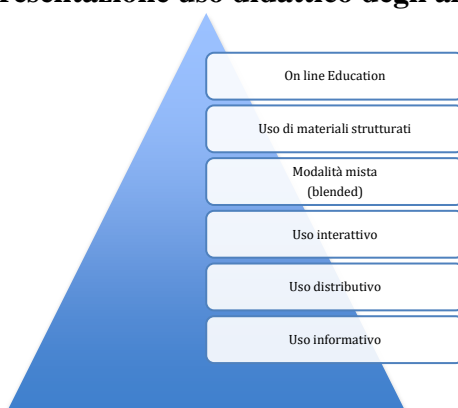 uso didattico degli
On line Education
Uso di materiali strutturati
Modalità mista
(blended)
Uso interattivo
Uso distributivo
Uso informativo